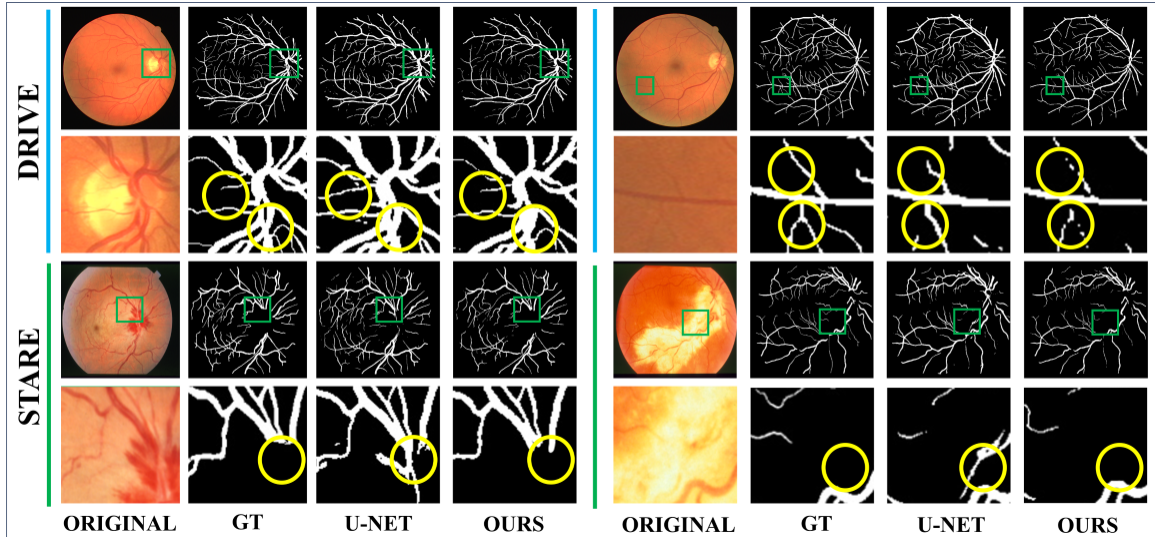 DRIVE
STARE
ORIGINAL GT U-NET OURS ORIGINAL GT U-NET OURS